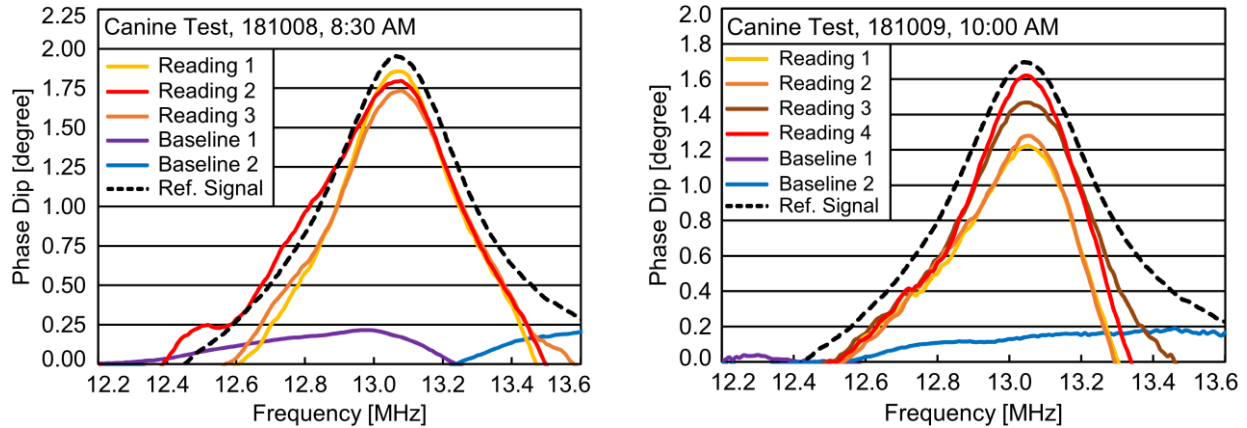 Canine Test, 181008, 8:30 AM
Reading 1
Reading 2
Reading 3
Baseline 1
Baseline 2
Ref. Signal
Phase Dip [degree]
2.25
2.00
1.75
1.50
1.25
1.00
0.75
0.50
0.25
0.00
12.2 12.4 12.6 12.8 13.0 13.2 13.4 13.6
Frequency [MHz]
Canine Test, 181009, 10:00 AM
Reading 1
Reading 2
Reading 3
Reading 4
Baseline 1
Baseline 2
Ref. Signal
Phase Dip [degree]
2.0
1.8
1.6
1.4
1.2
1.0
0.8
0.6
0.4
0.2
0.0
12.2 12.4 12.6 12.8 13.0 13.2 13.4 13.6
Frequency [MHz]